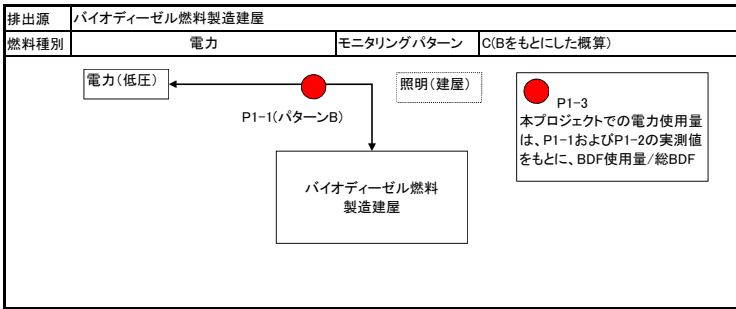 排出源 バイオディーゼル燃料製造建屋
燃料種別 電力 モニタリングパターン C(Bをもとにした概算)
電力(低圧)
照明(建屋)
P1-1(パターンB)
P1-3
本プロジェクトでの電力使用量
は、P1-1およびP1-2の実測値
をもとに、BDF使用量/総BDF
バイオディーゼル燃料
製造建屋